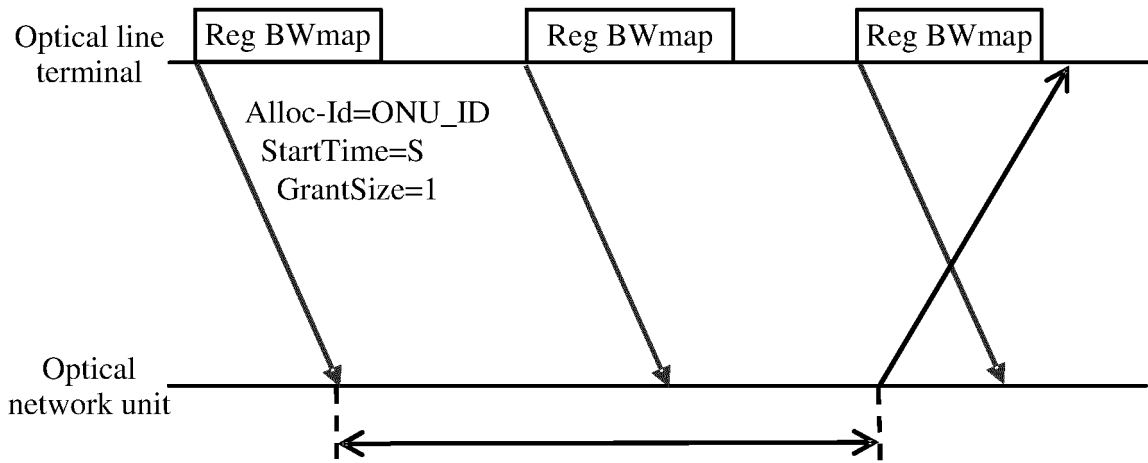 Optical line
terminal
Reg BWmap
Reg BWmap
Reg BWmap
Alloc-Id=ONU_ID
StartTime=S
GrantSize=1
Optical
network unit